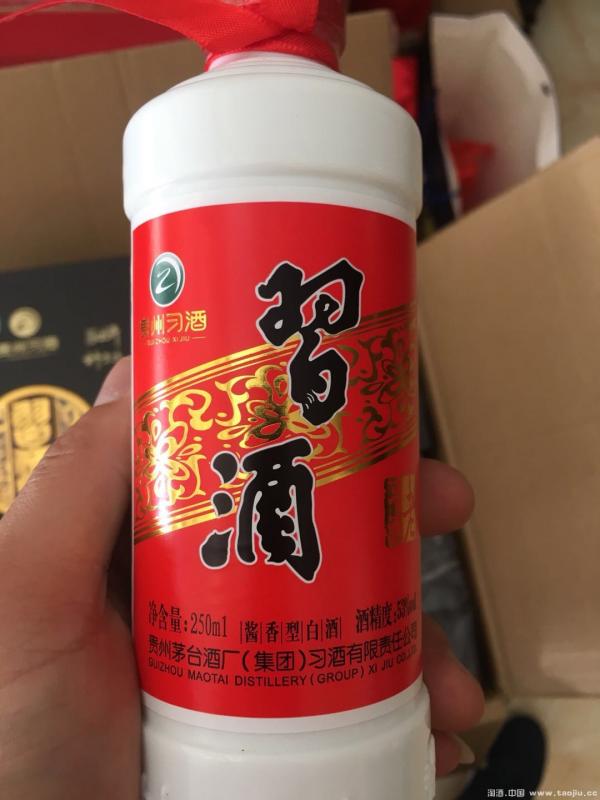 贵州习酒
GUIZHOU XIJIU
習酒
净含量:250ml
酱香型白酒
酒精度:53%vol
贵州茅台酒厂(集团)习酒有限责任公司
GUIZHOU MAOTAI DISTILLERY(GROUP) XI JIU CO.,LTD.
淘酒.中国 www.taojiu.cc